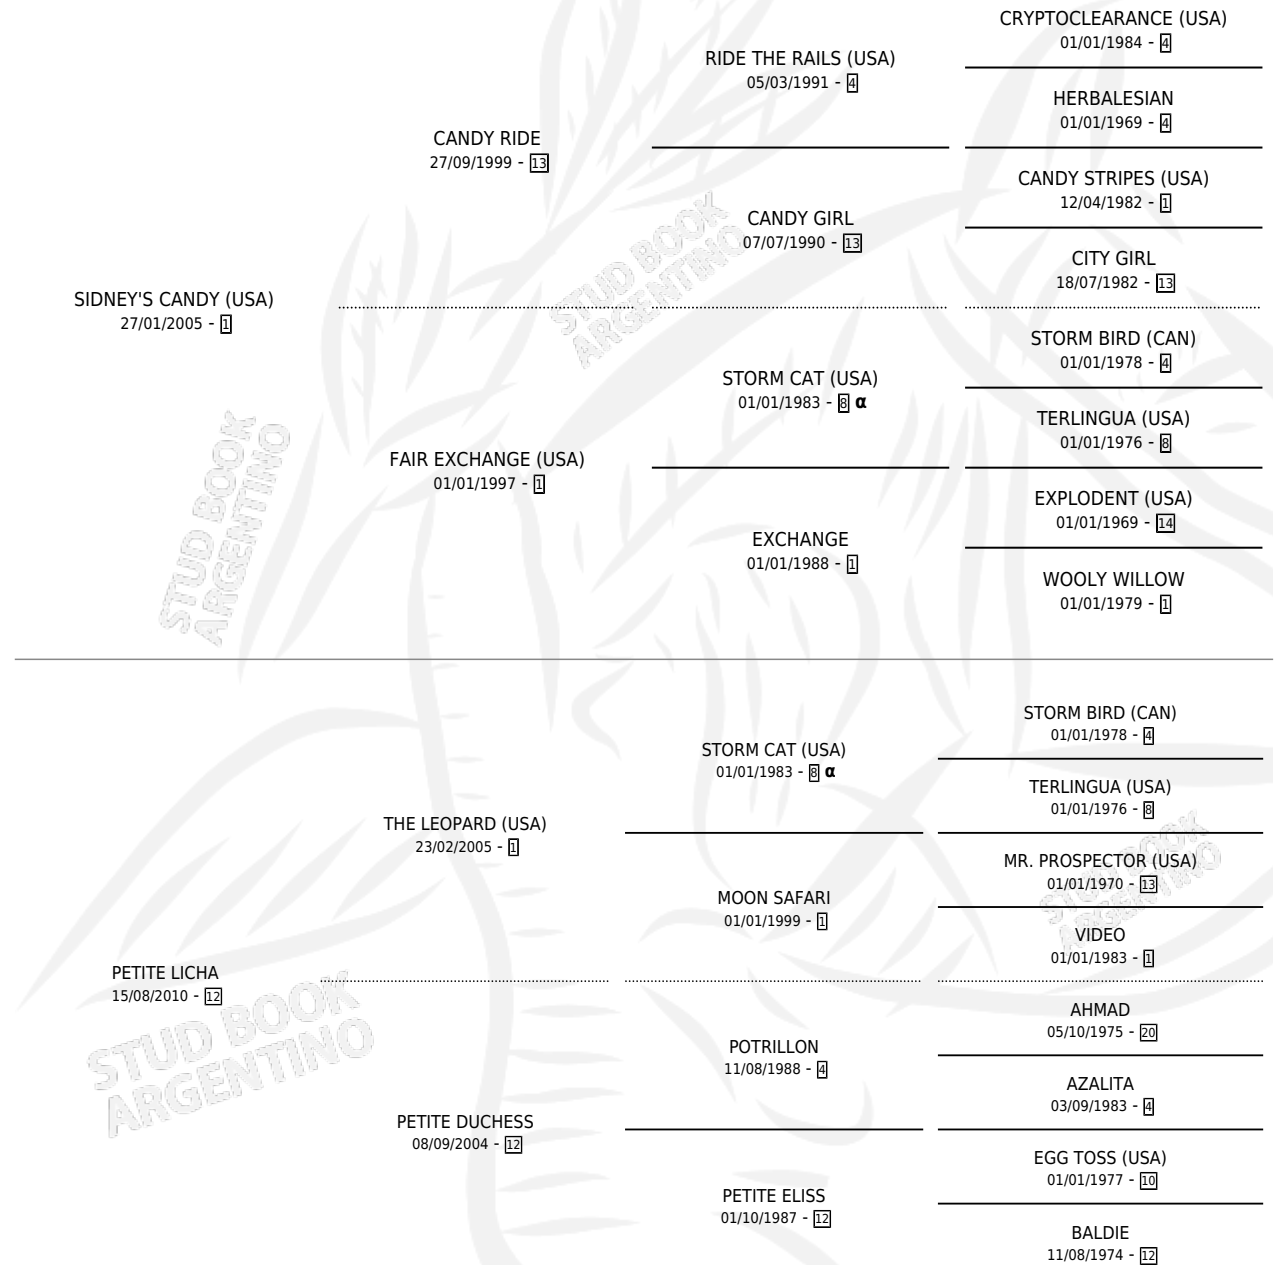 CRYPTOCLEARANCE (USA)
01/01/1984 - 4
RIDE THE RAILS (USA)
05/03/1991 - 4
HERBALESIAN
01/01/1969 - 4
CANDY RIDE
27/09/1999 - 13
CANDY STRIPES (USA)
12/04/1982 - 1
CANDY GIRL
07/07/1990 - 13
CITY GIRL
18/07/1982 - 13
SIDNEY'S CANDY (USA)
27/01/2005 - 1
STORM BIRD (CAN)
01/01/1978 - 4
STORM CAT (USA)
01/01/1983 - 8 α
TERLINGUA (USA)
01/01/1976 - 8
FAIR EXCHANGE (USA)
01/01/1997 - 1
EXPLODENT (USA)
01/01/1969 - 14
EXCHANGE
01/01/1988 - 1
WOOLY WILLOW
01/01/1979 - 1
STORM BIRD (CAN)
01/01/1978 - 4
STORM CAT (USA)
01/01/1983 - 8 α
TERLINGUA (USA)
01/01/1976 - 8
THE LEOPARD (USA)
23/02/2005 - 1
MR. PROSPECTOR (USA)
01/01/1970 - 13
MOON SAFARI
01/01/1999 - 1
VIDEO
01/01/1983 - 1
PETITE LICHA
15/08/2010 - 12
AHMAD
05/10/1975 - 20
POTRILLON
11/08/1988 - 4
AZALITA
03/09/1983 - 4
PETITE DUCHESS
08/09/2004 - 12
EGG TOSS (USA)
01/01/1977 - 10
PETITE ELISS
01/10/1987 - 12
BALDIE
11/08/1974 - 12
STUD BOOK
ARGENTINO
STUD BOOK
ARGENTINO
STUD BOOK
ARGENTINO
STUD BOOK
ARGENTINO